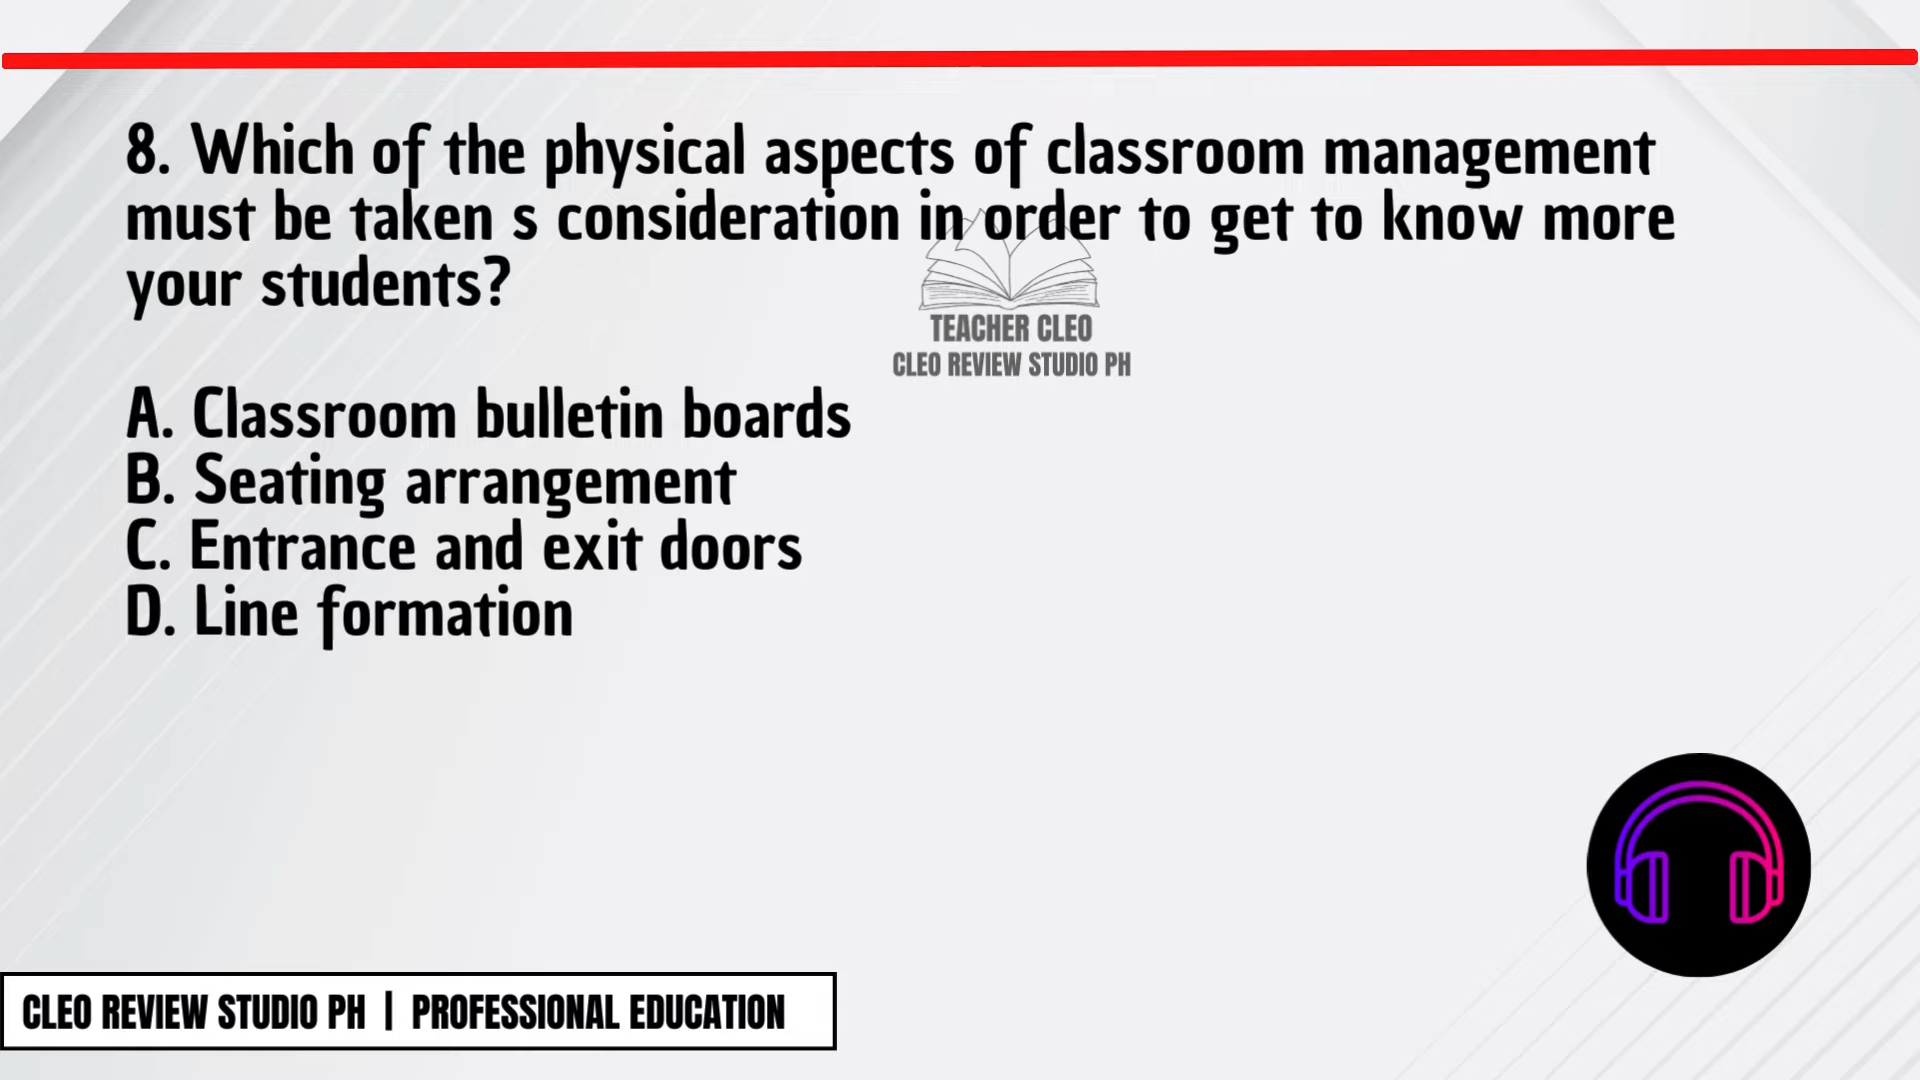 8. Which of the physical aspects of classroom management
must be taken s consideration in order to get to know more
your students?
TEACHER CLEO
CLEO REVIEW STUDIO PH
A. Classroom bulletin boards
B. Seating arrangement
C. Entrance and exit doors
D. Line formation
CLEO REVIEW STUDIO PH | PROFESSIONAL EDUCATION